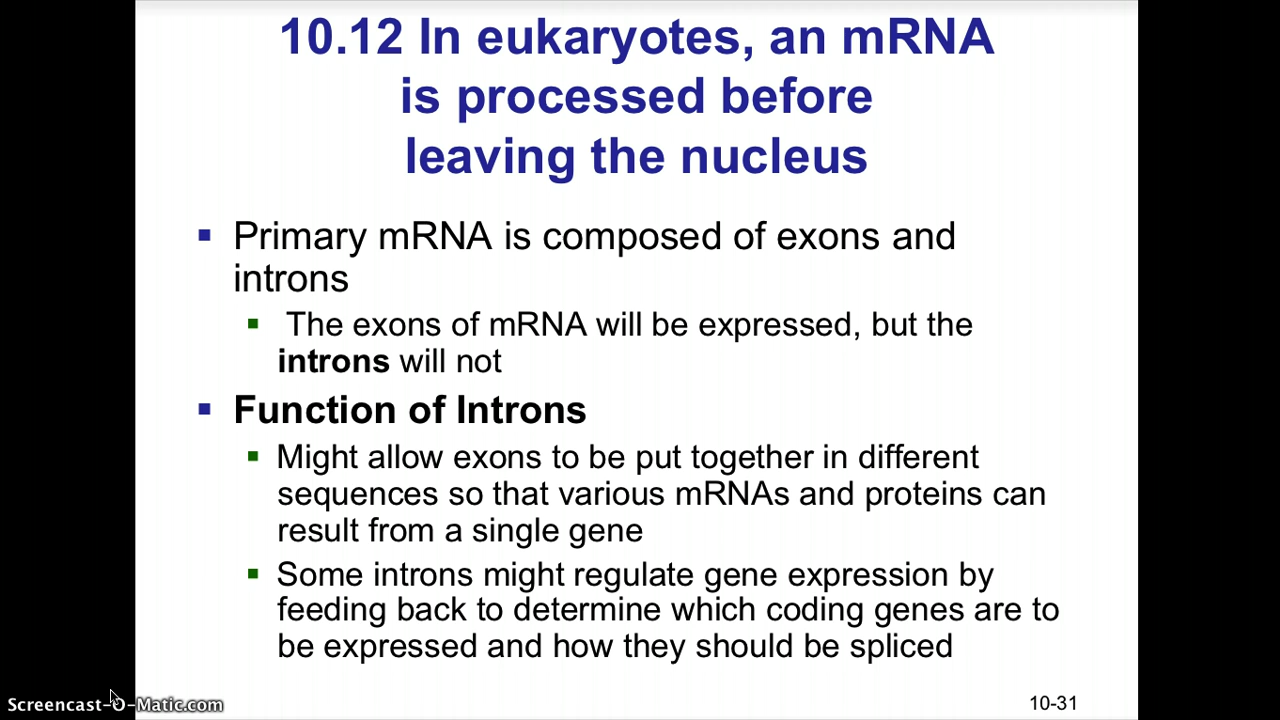 10.12 In eukaryotes, an mRNA
is processed before
leaving the nucleus
▪ Primary mRNA is composed of exons and
introns
▪ The exons of mRNA will be expressed, but the
introns will not
▪ Function of Introns
▪ Might allow exons to be put together in different
sequences so that various mRNAs and proteins can
result from a single gene
▪ Some introns might regulate gene expression by
feeding back to determine which coding genes are to
be expressed and how they should be spliced
Screencast-O-Matic.com
10-31